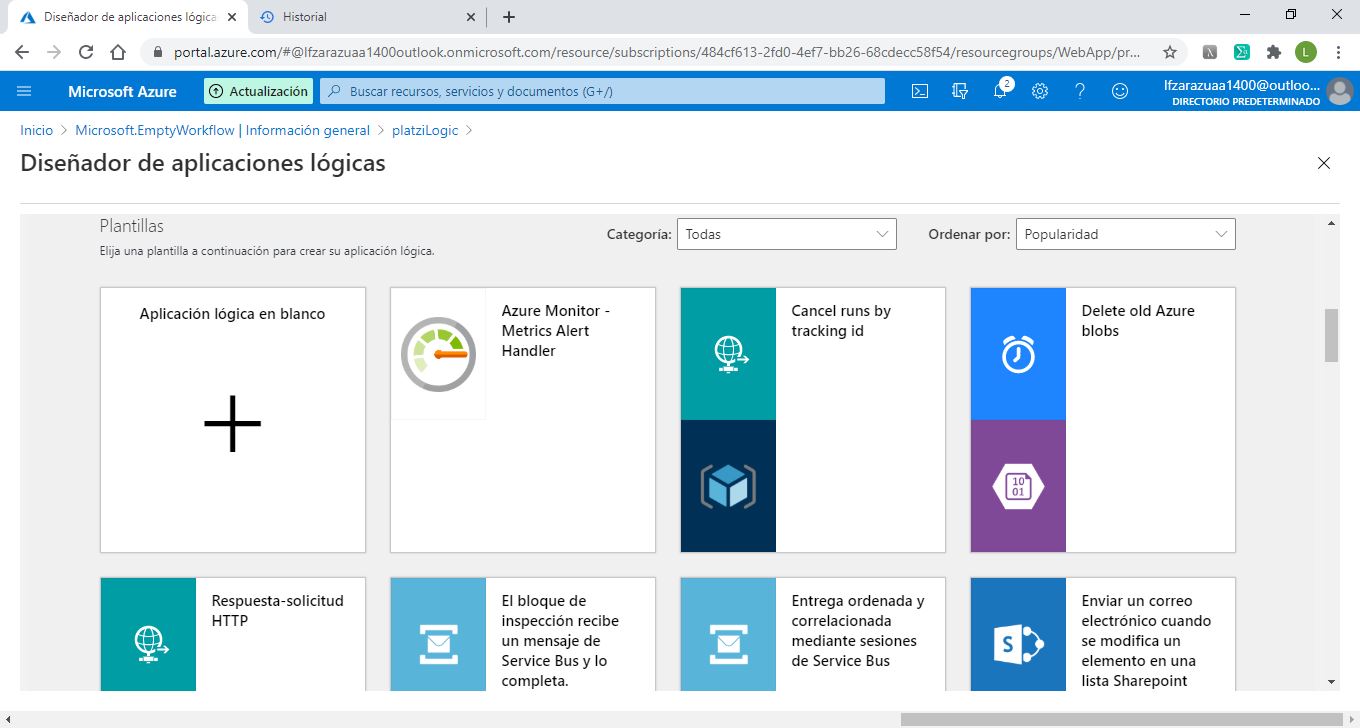 Diseñador de aplicaciones lógica
Historial
portal.azure.com/#@lfzarazuaa1400outlook.onmicrosoft.com/resource/subscriptions/484cf613-2fd0-4ef7-bb26-68cdecc58f54/resourcegroups/WebApp/pr...
L
Microsoft Azure
Actualización
Buscar recursos, servicios y documentos (G+/)
2
lfzarazuaa1400@outloo...
DIRECTORIO PREDETERMINADO
Inicio > Microsoft.EmptyWorkflow | Información general > platziLogic >
Diseñador de aplicaciones lógicas
Plantillas
Elija una plantilla a continuación para crear su aplicación lógica.
Categoría: Todas
Ordenar por: Popularidad
Aplicación lógica en blanco
Azure Monitor -
Metrics Alert
Handler
Cancel runs by
tracking id
Delete old Azure
blobs
10
01
Respuesta-solicitud
HTTP
El bloque de
inspección recibe
un mensaje de
Service Bus y lo
completa.
Entrega ordenada y
correlacionada
mediante sesiones
de Service Bus
S
Enviar un correo
electrónico cuando
se modifica un
elemento en una
lista Sharepoint